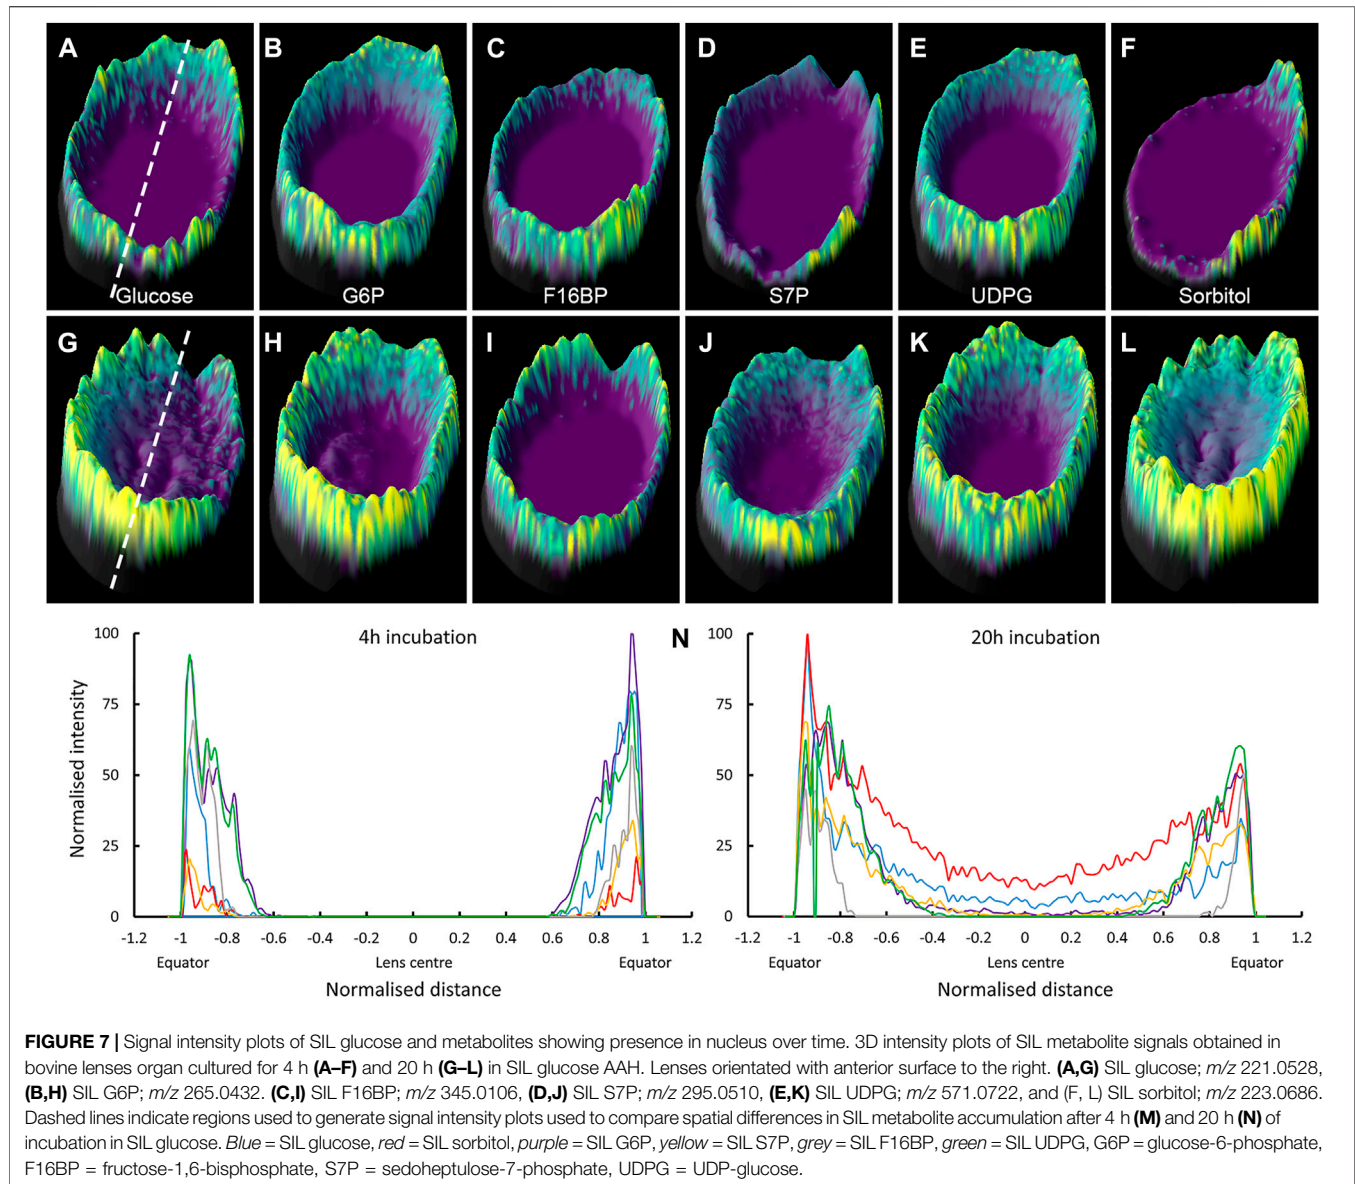 A B C D E F
Glucose G6P F16BP S7P UDPG Sorbitol
G H I J K L
4h incubation N 20h incubation
100 100
75 75
50 50
25 25
0 0
Normalised intensity
-1.2 -1 -0.8 -0.6 -0.4 -0.2 0 0.2 0.4 0.6 0.8 1 1.2 -1.2 -1 -0.8 -0.6 -0.4 -0.2 0 0.2 0.4 0.6 0.8 1 1.2
Equator Lens centre Equator Equator Lens centre Equator
Normalised distance Normalised distance
FIGURE 7 | Signal intensity plots of SIL glucose and metabolites showing presence in nucleus over time. 3D intensity plots of SIL metabolite signals obtained in
bovine lenses organ cultured for 4 h (A–F) and 20 h (G–L) in SIL glucose AAH. Lenses orientated with anterior surface to the right. (A,G) SIL glucose; m/z 221.0528,
(B,H) SIL G6P; m/z 265.0432. (C,I) SIL F16BP; m/z 345.0106, (D,J) SIL S7P; m/z 295.0510, (E,K) SIL UDPG; m/z 571.0722, and (F, L) SIL sorbitol; m/z 223.0686.
Dashed lines indicate regions used to generate signal intensity plots used to compare spatial differences in SIL metabolite accumulation after 4 h (M) and 20 h (N) of
incubation in SIL glucose. Blue = SIL glucose, red = SIL sorbitol, purple = SIL G6P, yellow = SIL S7P, grey = SIL F16BP, green = SIL UDPG, G6P = glucose-6-phosphate,
F16BP = fructose-1,6-bisphosphate, S7P = sedoheptulose-7-phosphate, UDPG = UDP-glucose.